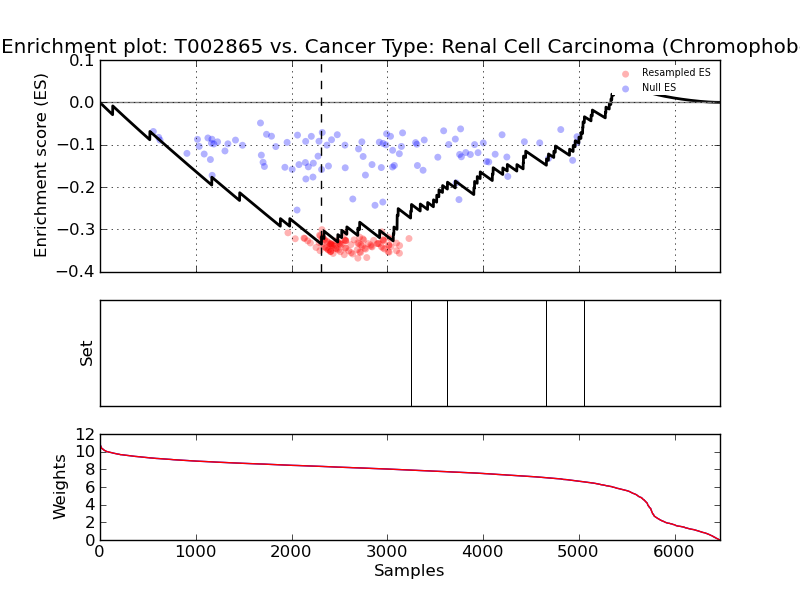 Enrichment plot: T002865 vs. Cancer Type: Renal Cell Carcinoma (Chromophob
0.1
0.0
−0.1
−0.2
−0.3
−0.4
Enrichment score (ES)
Resampled ES
Null ES
Set
12
10
8
6
4
2
0
Weights
0 1000 2000 3000 4000 5000 6000
Samples